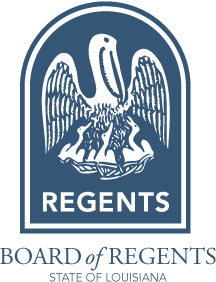 REGENTS
BOARD of REGENTS
STATE OF LOUISIANA